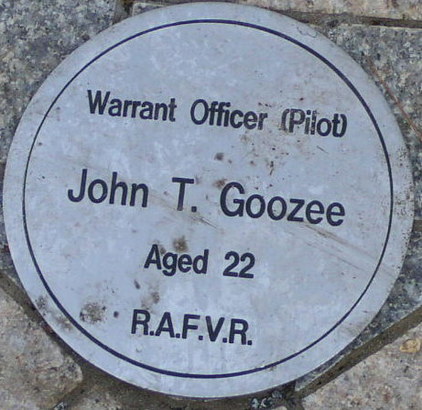 Warrant Officer (Pilot)
John T. Goozee
Aged 22
R.A.F.V.R.